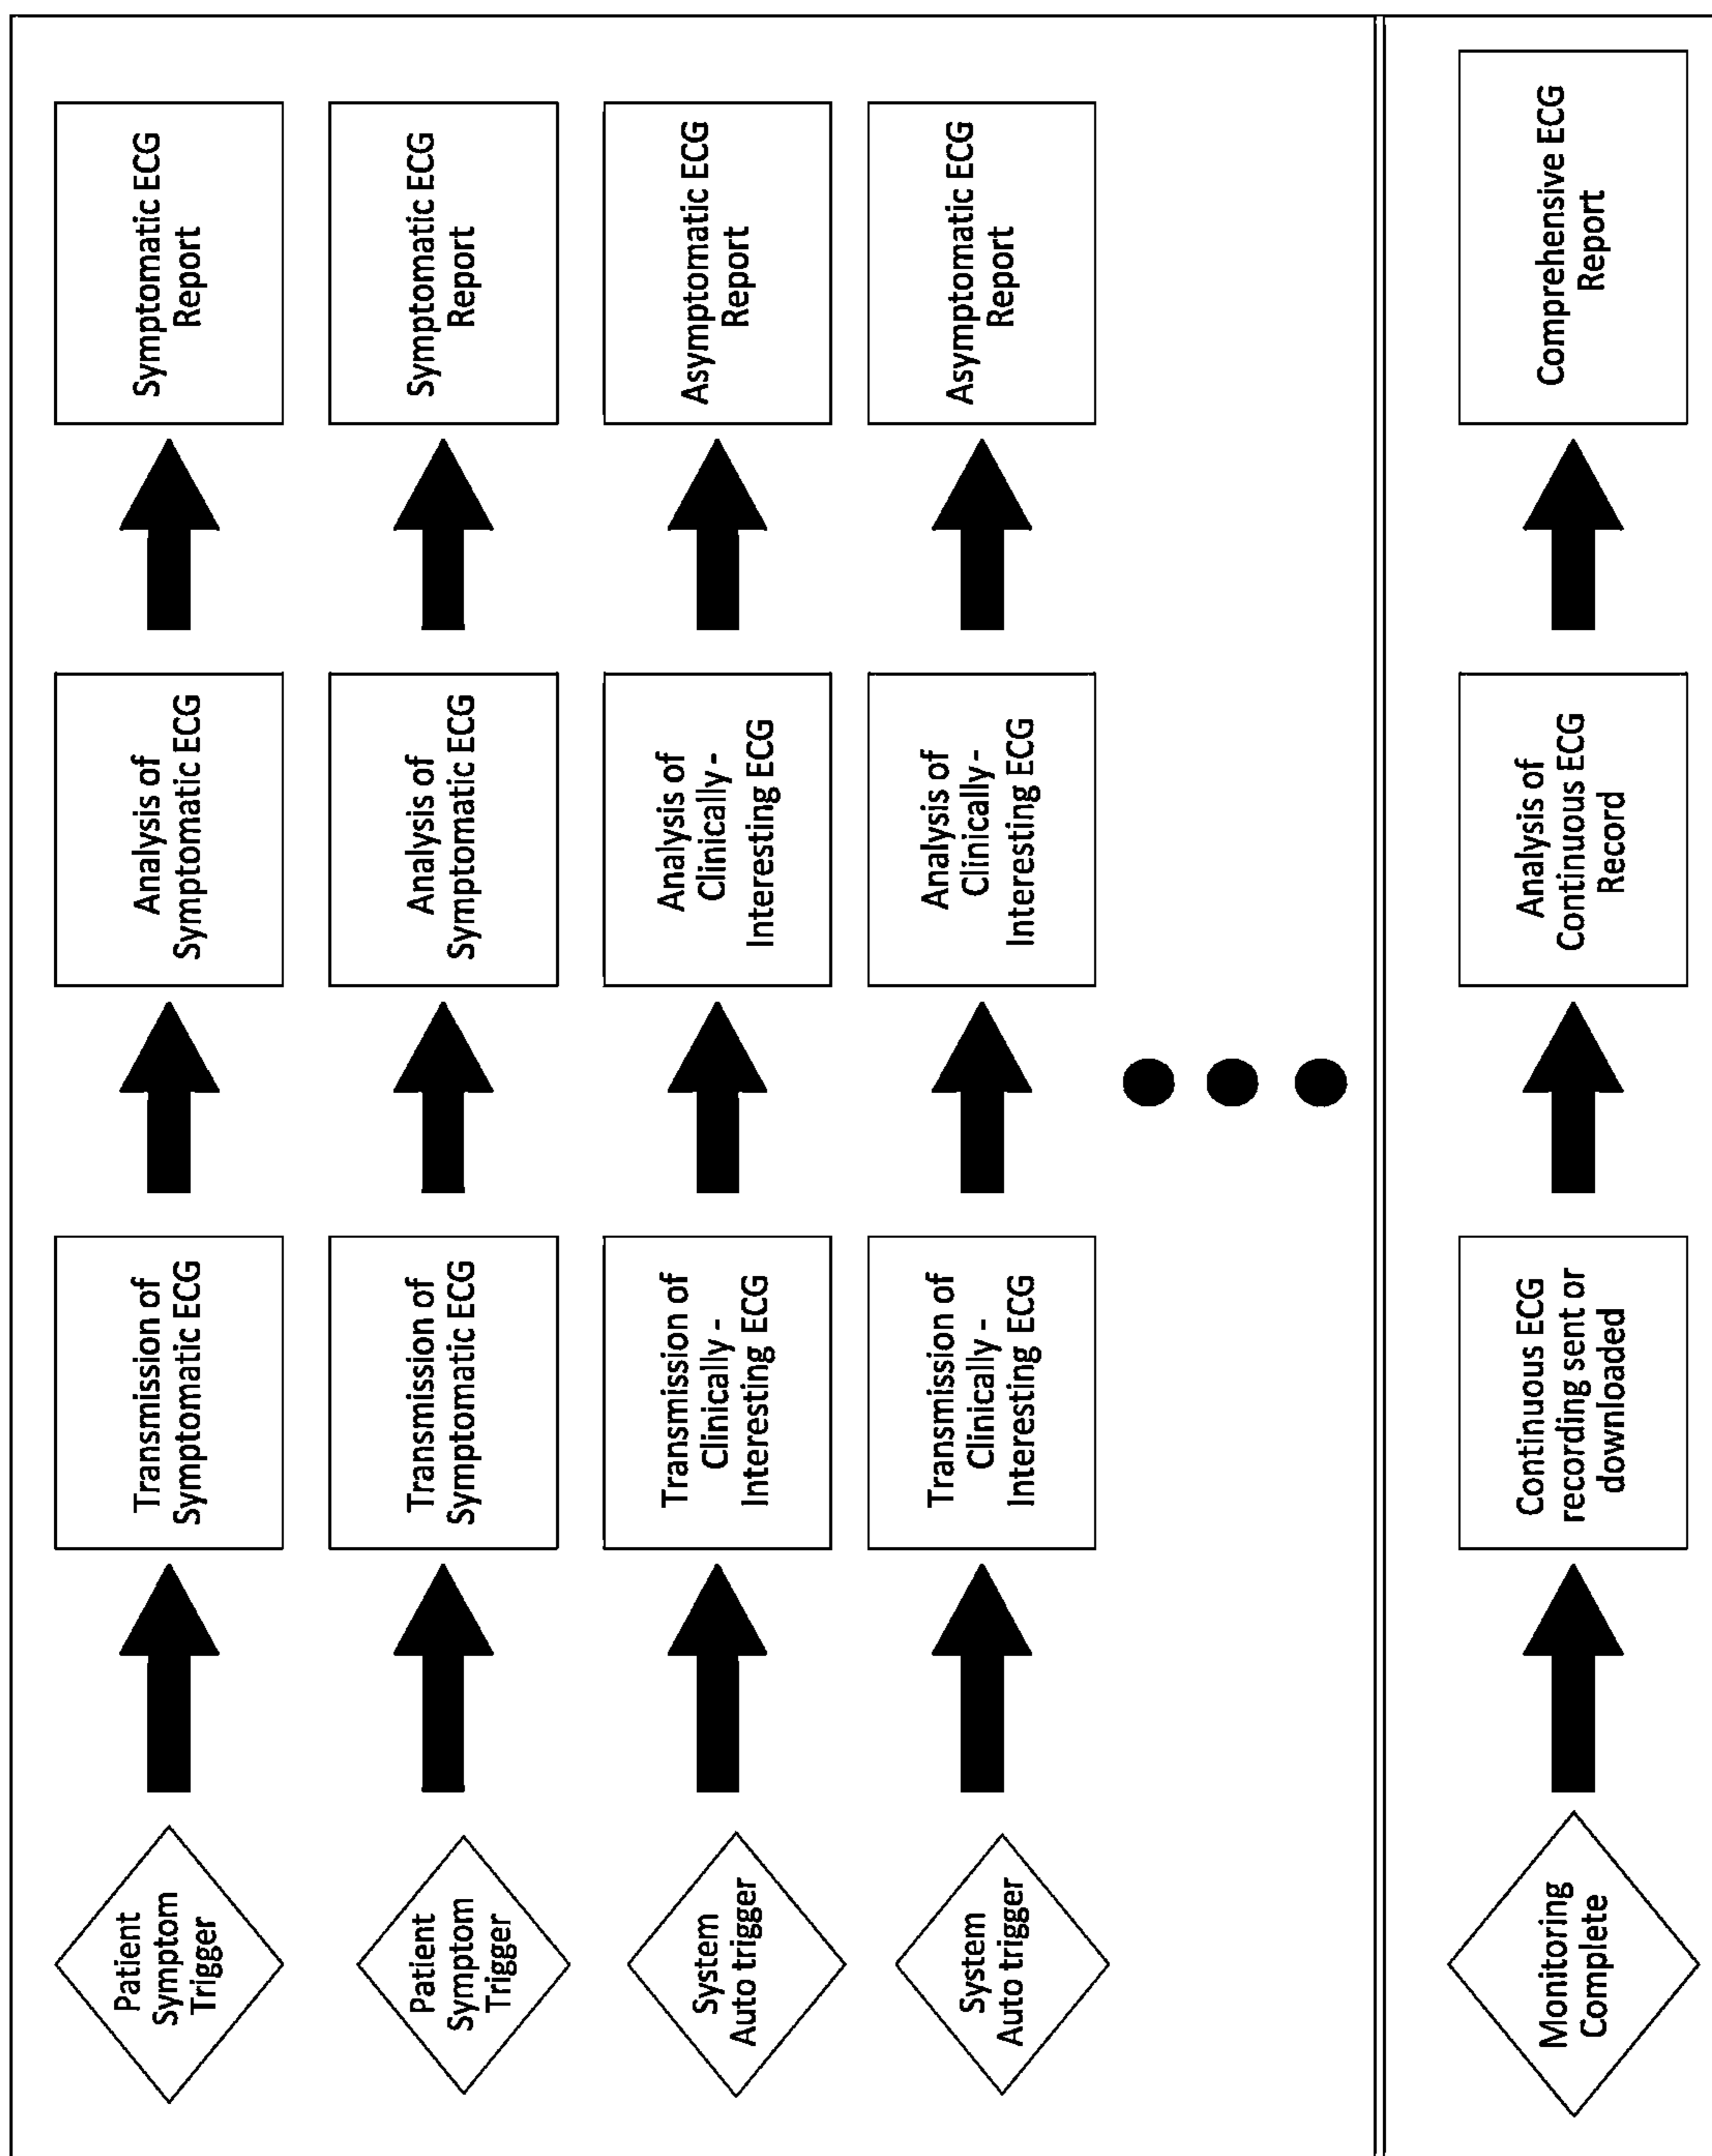 Patient
Symptom
Trigger
Transmission of
Symptomatic ECG
Analysis of
Symptomatic ECG
Symptomatic ECG
Report
Patient
Symptom
Trigger
Transmission of
Symptomatic ECG
Analysis of
Symptomatic ECG
Symptomatic ECG
Report
System
Auto trigger
Transmission of
Clinically -
Interesting ECG
Analysis of
Clinically-
Interesting ECG
Asymptomatic ECG
Report
System
Auto trigger
Transmission of
Clinically -
Interesting ECG
Analysis of
Clinically-
Interesting ECG
Asymptomatic ECG
Report
Monitoring
Complete
Continuous ECG
recording sent or
downloaded
Analysis of
Continuous ECG
Record
Comprehensive ECG
Report